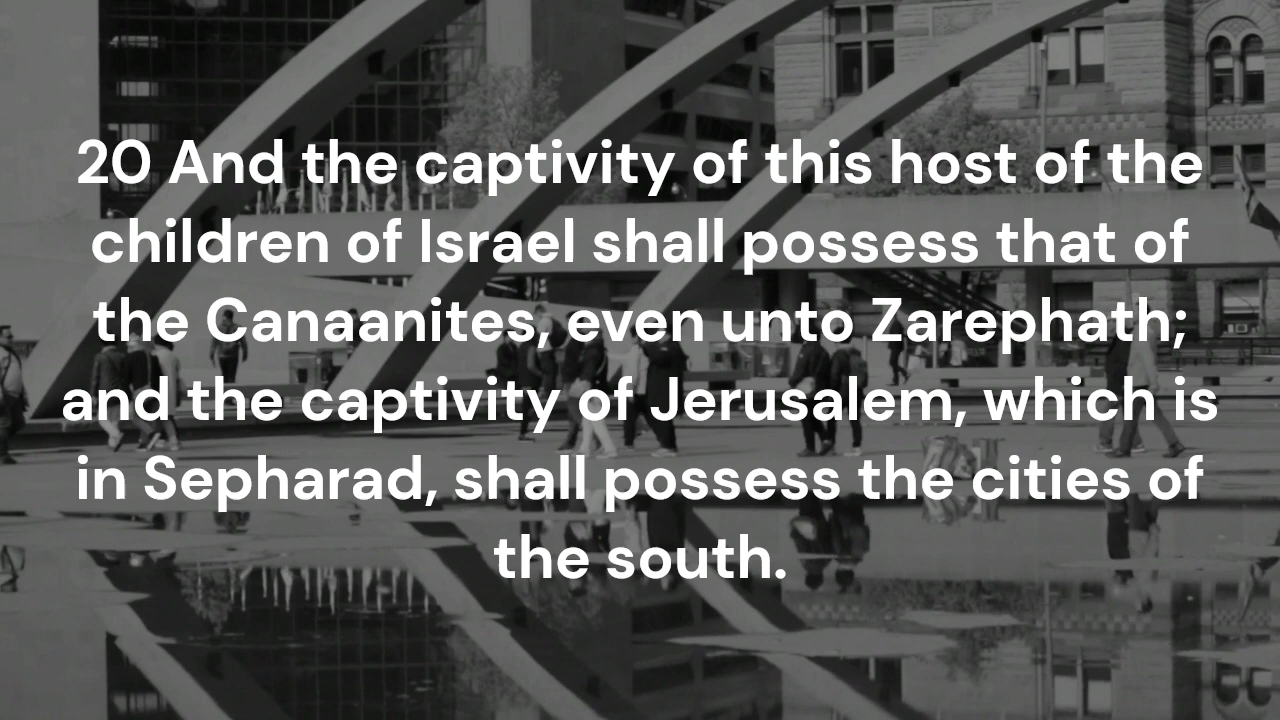 20 And the captivity of this host of the
children of Israel shall possess that of
the Canaanites, even unto Zarephath;
and the captivity of Jerusalem, which is
in Sepharad, shall possess the cities of
the south.